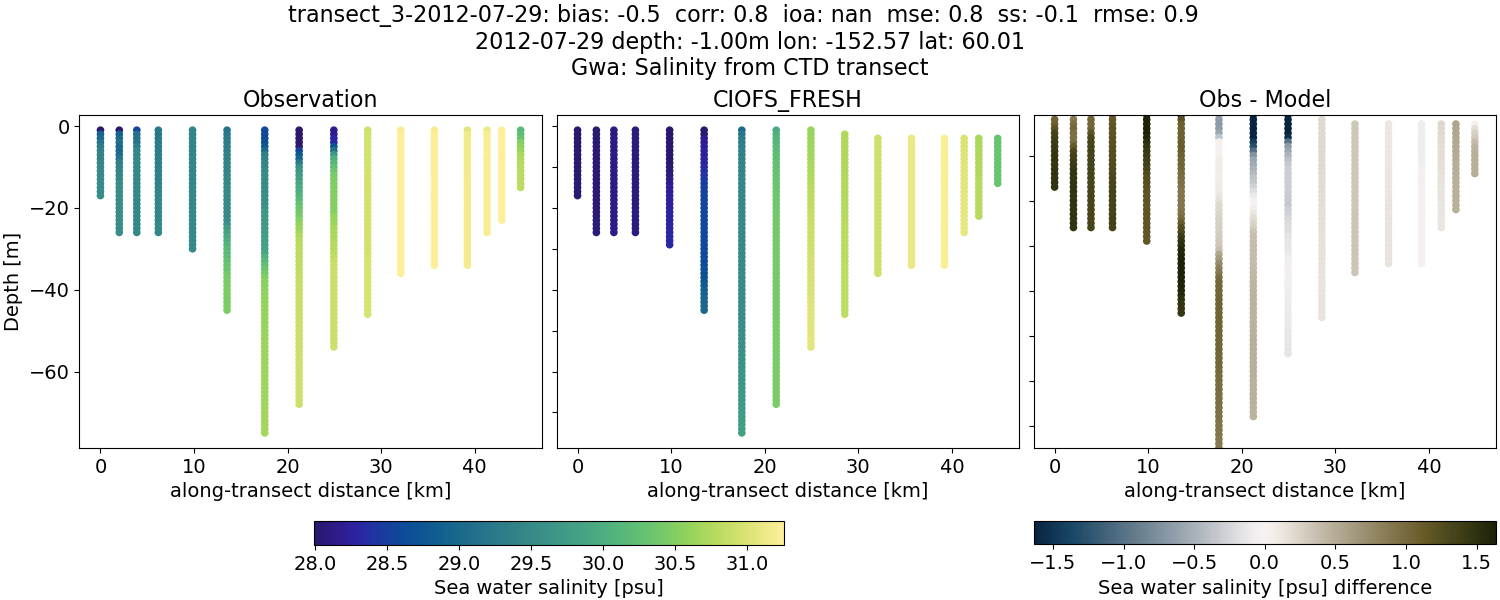 transect_3-2012-07-29: bias: -0.5  corr: 0.8  ioa: nan  mse: 0.8  ss: -0.1  rmse: 0.9
2012-07-29 depth: -1.00m lon: -152.57 lat: 60.01
Gwa: Salinity from CTD transect
Observation
CIOFS_FRESH
Obs - Model
Depth [m]
0
−20
−40
−60
0 10 20 30 40
0 10 20 30 40
0 10 20 30 40
along-transect distance [km]
along-transect distance [km]
along-transect distance [km]
28.0 28.5 29.0 29.5 30.0 30.5 31.0
Sea water salinity [psu]
−1.5 −1.0 −0.5 0.0 0.5 1.0 1.5
Sea water salinity [psu] difference